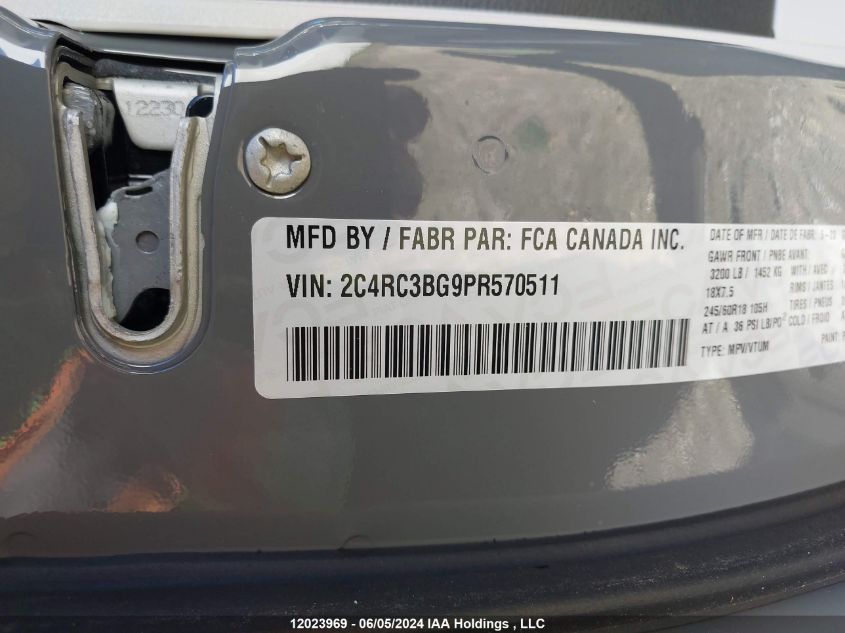 12230
MFD BY / FABR PAR: FCA CANADA INC.
VIN: 2C4RC3BG9PR570511
DATE OF MFR / DATE DE FABR
GAWR FRONT / PNBE AVANT:
3200 LB / 1452 KG WITH / AVEC
18X7.5 RIMS / JANTES
245/60R18 105H TIRES / PNEUS
AT / A 36 PSI LB/PO² COLD / FROID
TYPE: MPV/VTUM PAINT:
12023969 - 06/05/2024 IAA Holdings , LLC